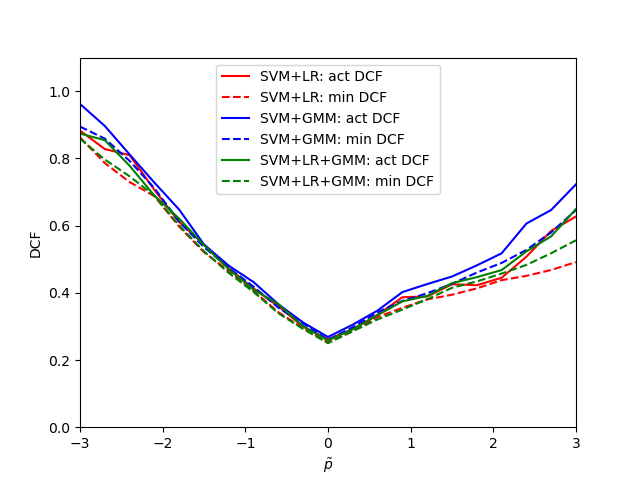 SVM+LR: act DCF
SVM+LR: min DCF
SVM+GMM: act DCF
SVM+GMM: min DCF
SVM+LR+GMM: act DCF
SVM+LR+GMM: min DCF
DCF
1.0
0.8
0.6
0.4
0.2
0.0
−3 −2 −1 0 1 2 3
p̃